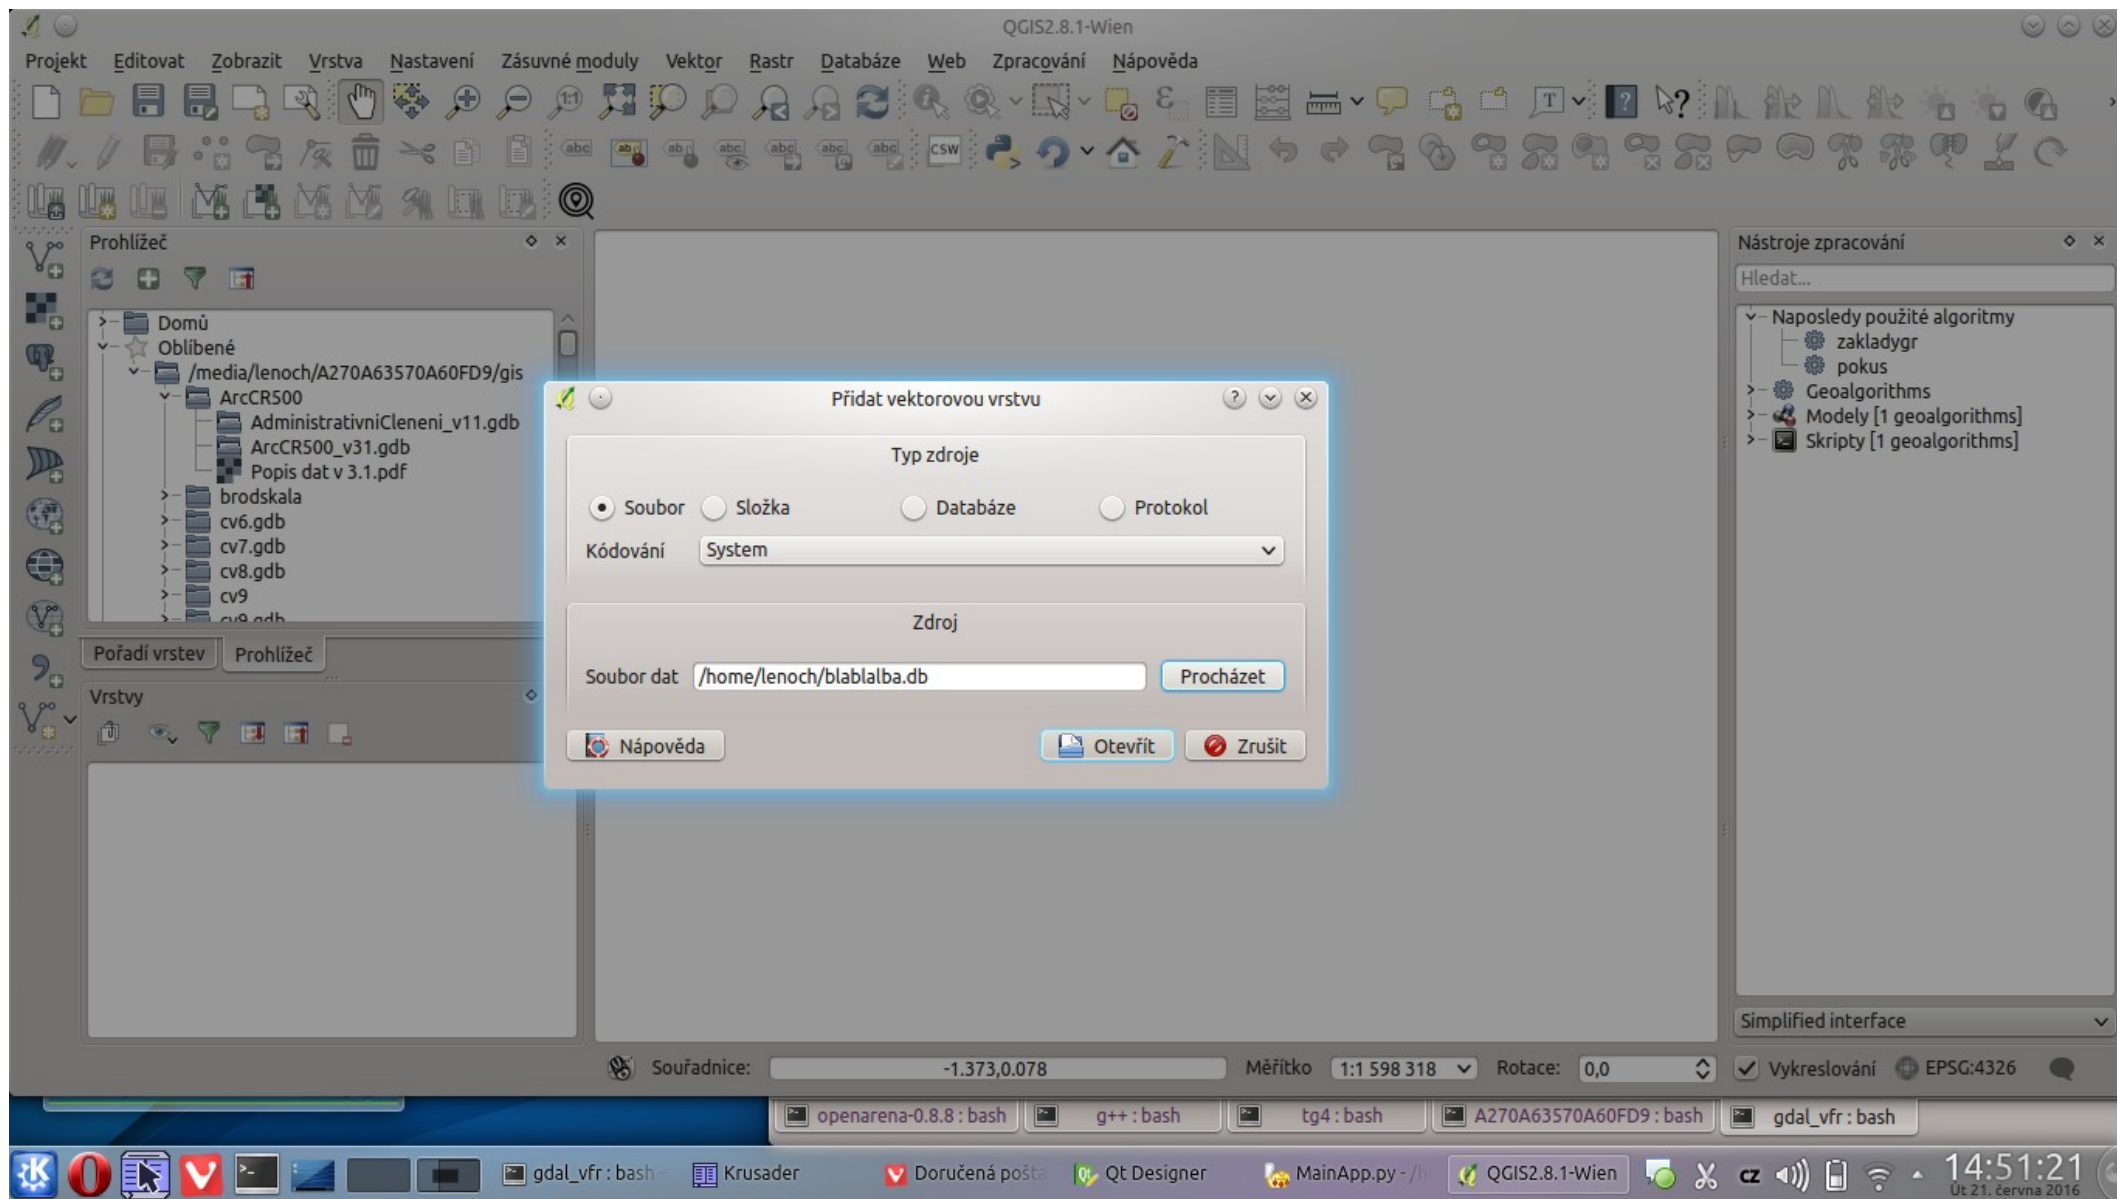 QGIS2.8.1-Wien
Projekt Editovat Zobrazit Vrstva Nastavení Zásuvné moduly Vektor Rastr Databáze Web Zpracování Nápověda
CSW
Prohlížeč
Nástroje zpracování
Hledat...
Domů
Oblíbené
/media/lenoch/A270A63570A60FD9/gis
ArcCR500
AdministrativniCleneni_v11.gdb
ArcCR500_v31.gdb
Popis dat v 3.1.pdf
brodskala
cv6.gdb
cv7.gdb
cv8.gdb
cv9
cv9.gdb
Naposledy použité algoritmy
zakladygr
pokus
Geoalgorithms
Modely [1 geoalgorithms]
Skripty [1 geoalgorithms]
Přidat vektorovou vrstvu
Typ zdroje
Soubor Složka Databáze Protokol
Kódování System
Zdroj
Soubor dat /home/lenoch/blablalba.db Procházet
Nápověda Otevřít Zrušit
Pořadí vrstev Prohlížeč
Vrstvy
Simplified interface
Souřadnice: -1.373,0.078 Měřítko 1:1 598 318 Rotace: 0,0 Vykreslování EPSG:4326
openarena-0.8.8 : bash g++ : bash tg4 : bash A270A63570A60FD9 : bash gdal_vfr : bash
gdal_vfr : bash Krusader Doručená pošta Qt Designer MainApp.py - /h QGIS2.8.1-Wien cz 14:51:21
Út 21. června 2016